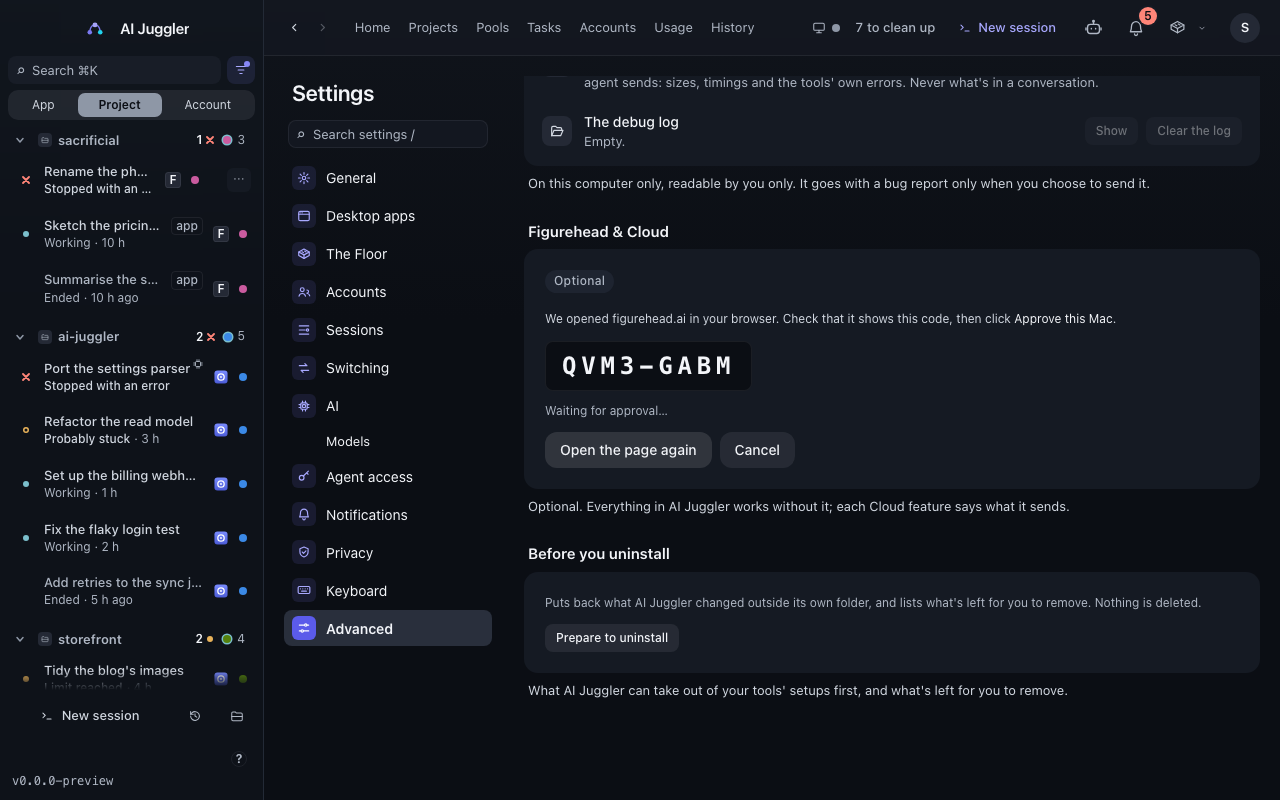 AI Juggler
Search ⌘K
App Project Account
sacrificial 1 3
Rename the ph...
Stopped with an ...
F
Sketch the pricin... app
Working · 10 h
F
Summarise the s... app
Ended · 10 h ago
F
ai-juggler 2 5
Port the settings parser
Stopped with an error
Refactor the read model
Probably stuck · 3 h
Set up the billing webh...
Working · 1 h
Fix the flaky login test
Working · 2 h
Add retries to the sync j...
Ended · 5 h ago
storefront 2 4
Tidy the blog's images
Limit reached · 4 h
New session
?
v0.0.0-preview
Home Projects Pools Tasks Accounts Usage History
7 to clean up
New session
5
S
Settings
Search settings /
General
Desktop apps
The Floor
Accounts
Sessions
Switching
AI
Models
Agent access
Notifications
Privacy
Keyboard
Advanced
agent sends: sizes, timings and the tools' own errors. Never what's in a conversation.
The debug log
Empty.
Show Clear the log
On this computer only, readable by you only. It goes with a bug report only when you choose to send it.
Figurehead & Cloud
Optional
We opened figurehead.ai in your browser. Check that it shows this code, then click Approve this Mac.
QVM3-GABM
Waiting for approval...
Open the page again Cancel
Optional. Everything in AI Juggler works without it; each Cloud feature says what it sends.
Before you uninstall
Puts back what AI Juggler changed outside its own folder, and lists what's left for you to remove. Nothing is deleted.
Prepare to uninstall
What AI Juggler can take out of your tools' setups first, and what's left for you to remove.